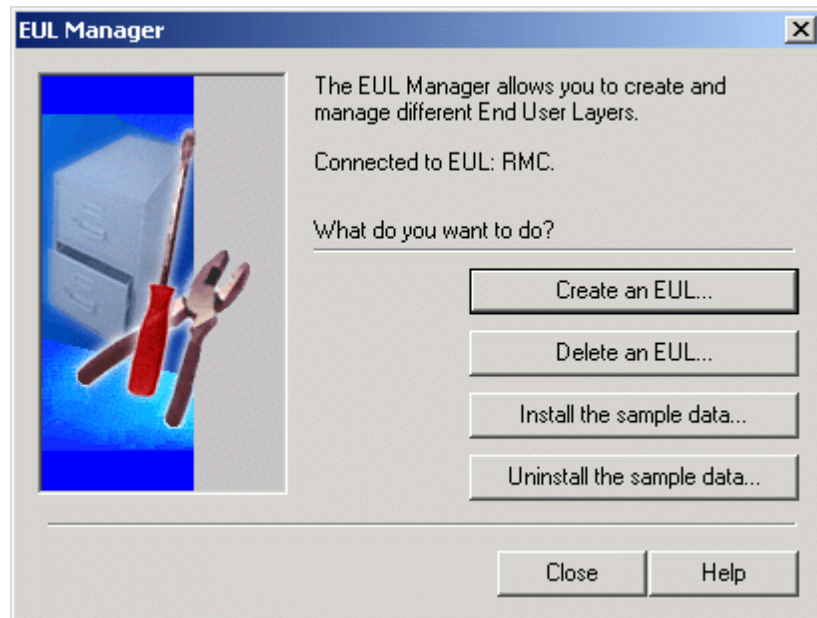 EUL Manager
The EUL Manager allows you to create and
manage different End User Layers.
Connected to EUL: RMC.
What do you want to do?
Create an EUL...
Delete an EUL...
Install the sample data...
Uninstall the sample data...
Close
Help